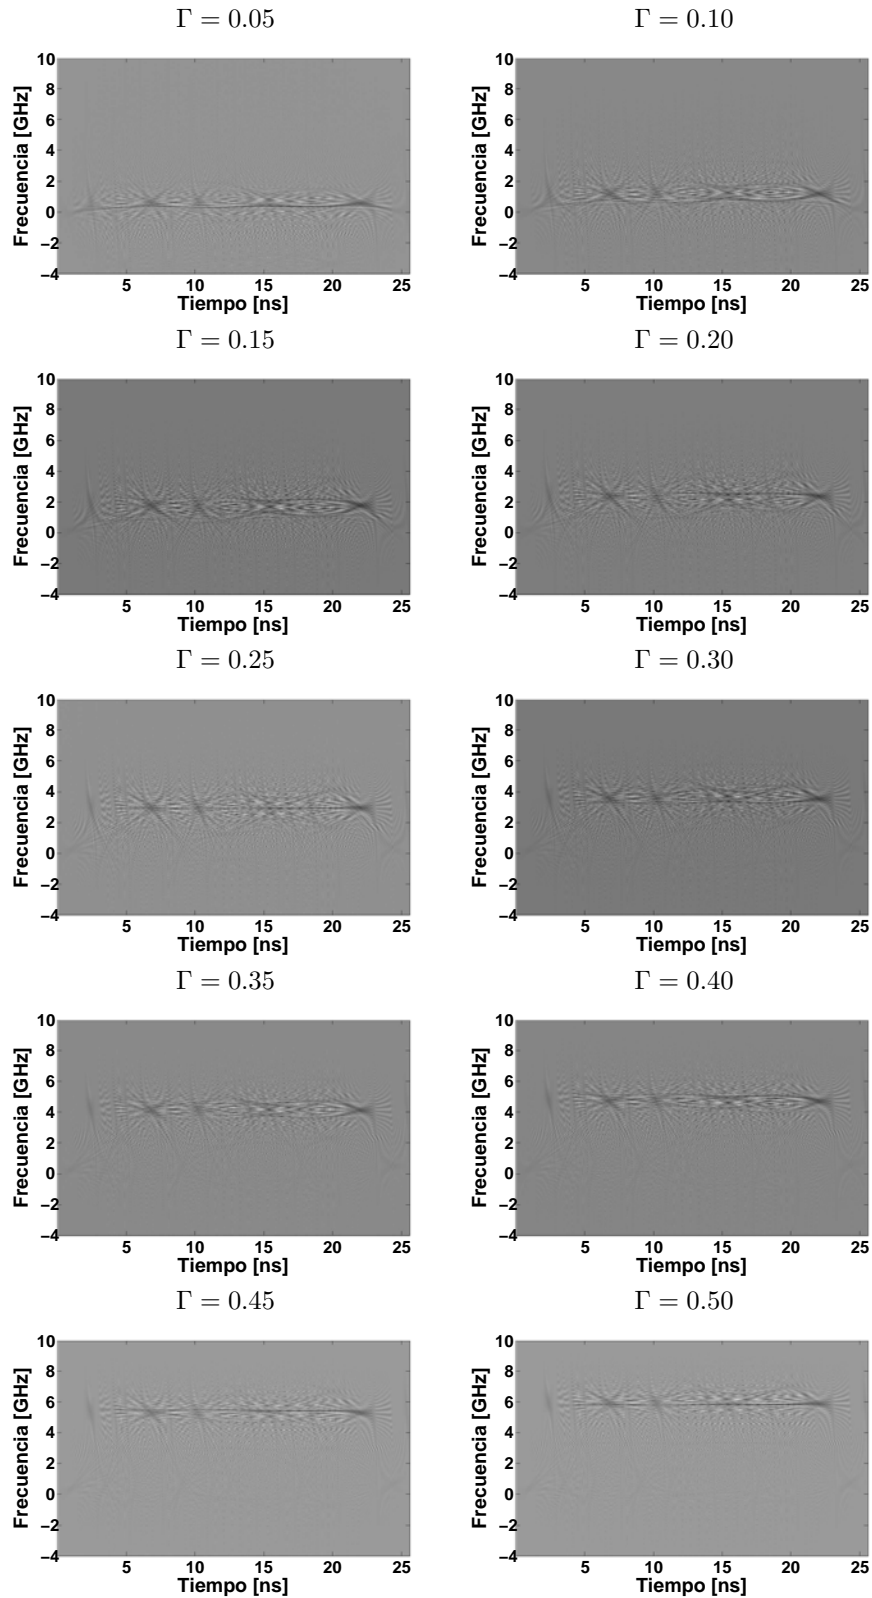 Γ = 0.05
Γ = 0.10
10
8
6
4
2
0
−2
−4
Frecuencia [GHz]
5 10 15 20 25
Tiempo [ns]
10
8
6
4
2
0
−2
−4
Frecuencia [GHz]
5 10 15 20 25
Tiempo [ns]
Γ = 0.15
Γ = 0.20
10
8
6
4
2
0
−2
−4
Frecuencia [GHz]
5 10 15 20 25
Tiempo [ns]
10
8
6
4
2
0
−2
−4
Frecuencia [GHz]
5 10 15 20 25
Tiempo [ns]
Γ = 0.25
Γ = 0.30
10
8
6
4
2
0
−2
−4
Frecuencia [GHz]
5 10 15 20 25
Tiempo [ns]
10
8
6
4
2
0
−2
−4
Frecuencia [GHz]
5 10 15 20 25
Tiempo [ns]
Γ = 0.35
Γ = 0.40
10
8
6
4
2
0
−2
−4
Frecuencia [GHz]
5 10 15 20 25
Tiempo [ns]
10
8
6
4
2
0
−2
−4
Frecuencia [GHz]
5 10 15 20 25
Tiempo [ns]
Γ = 0.45
Γ = 0.50
10
8
6
4
2
0
−2
−4
Frecuencia [GHz]
5 10 15 20 25
Tiempo [ns]
10
8
6
4
2
0
−2
−4
Frecuencia [GHz]
5 10 15 20 25
Tiempo [ns]